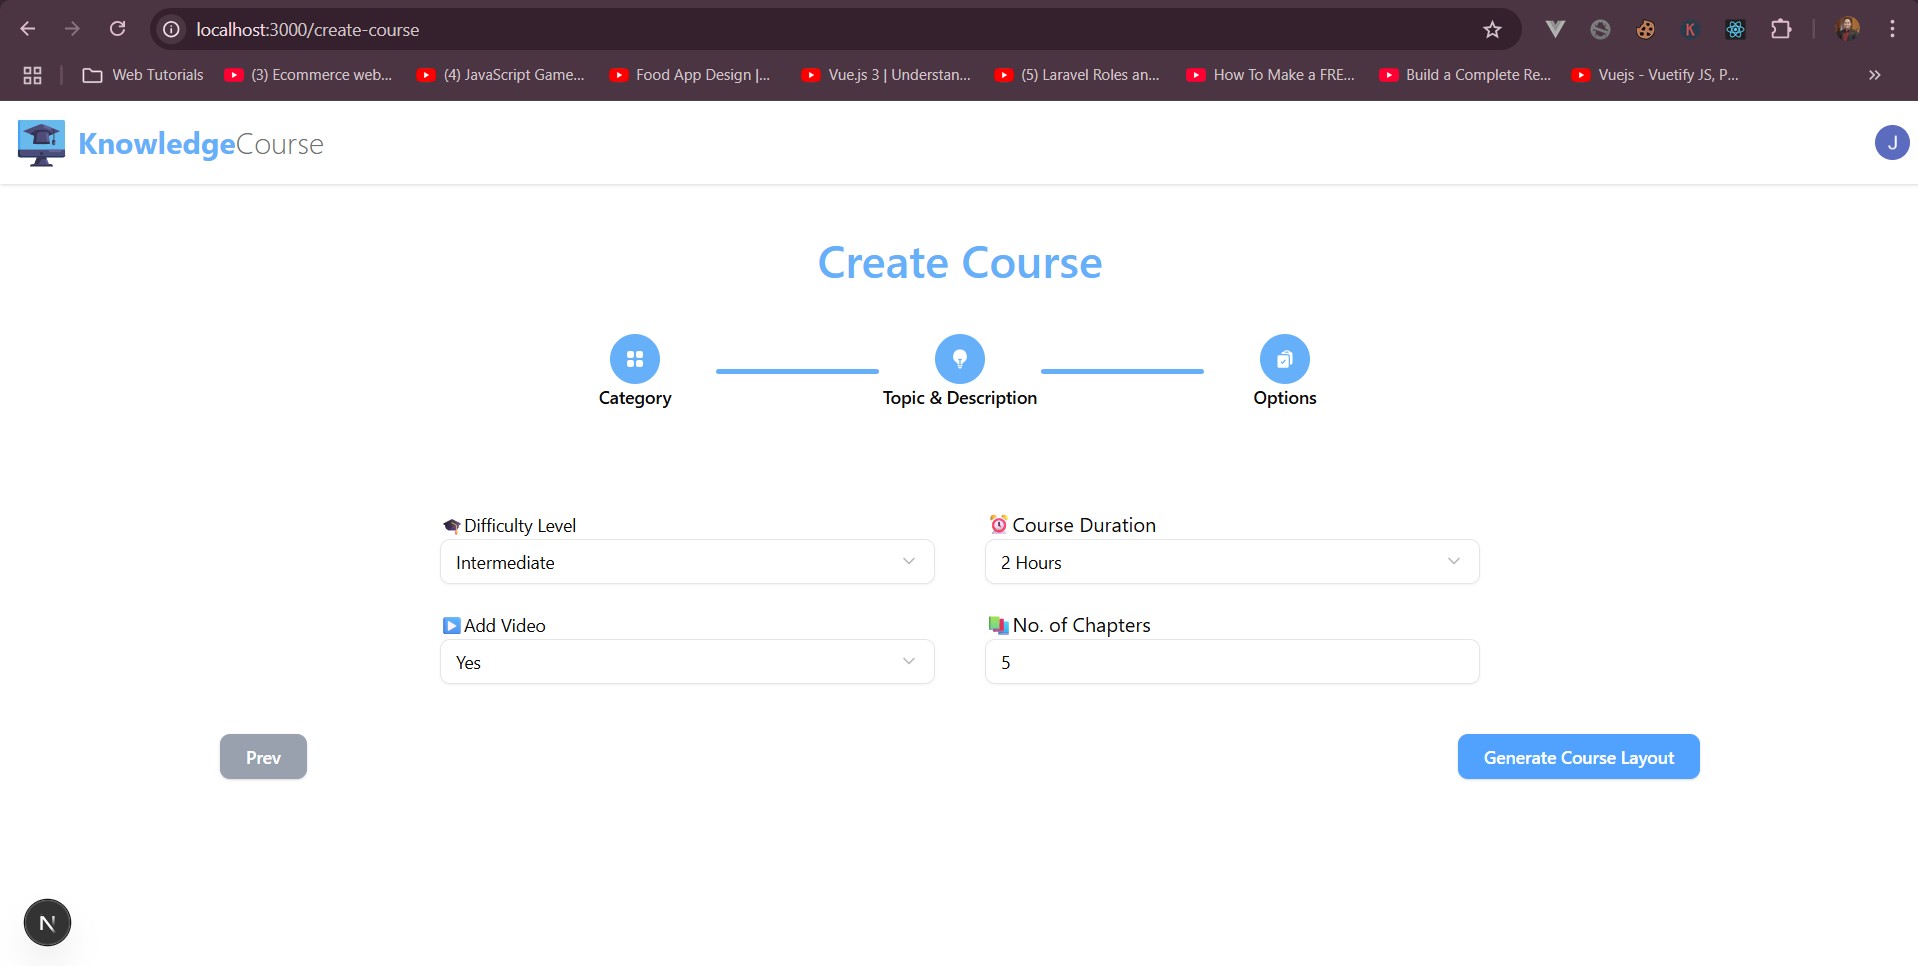 localhost:3000/create-course
Web Tutorials (3) Ecommerce web... (4) JavaScript Game... Food App Design |... Vue.js 3 | Understan... (5) Laravel Roles an... How To Make a FRE... Build a Complete Re... Vuejs - Vuetify JS, P...
KnowledgeCourse
J
Create Course
Category Topic & Description Options
Difficulty Level Course Duration
Intermediate 2 Hours
Add Video No. of Chapters
Yes 5
Prev Generate Course Layout
N